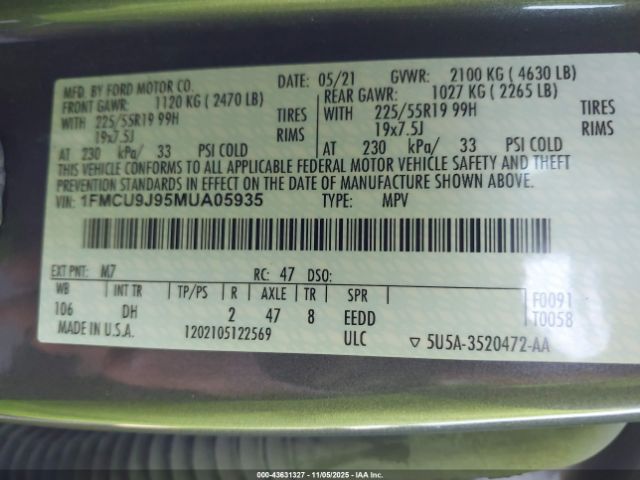 MFD. BY FORD MOTOR CO.
DATE: 05/21 GVWR: 2100 KG ( 4630 LB)
FRONT GAWR: 1120 KG ( 2470 LB) REAR GAWR: 1027 KG ( 2265 LB)
WITH 225/55R19 99H TIRES WITH 225/55R19 99H TIRES
19x7.5J RIMS 19x7.5J RIMS
AT 230 kPa/ 33 PSI COLD AT 230 kPa/ 33 PSI COLD
THIS VEHICLE CONFORMS TO ALL APPLICABLE FEDERAL MOTOR VEHICLE SAFETY AND THEFT
PREVENTION STANDARDS IN EFFECT ON THE DATE OF MANUFACTURE SHOWN ABOVE.
VIN: 1FMCU9J95MUA05935 TYPE: MPV
EXT PNT: M7 RC: 47 DSO:
WB INT TR TP/PS R AXLE TR SPR F0091
106 DH 2 47 8 EEDD T0058
MADE IN U.S.A. 1202105122569 ULC ▽ 5U5A-3520472-AA
000-43631327 - 11/05/2025 - IAA Inc.